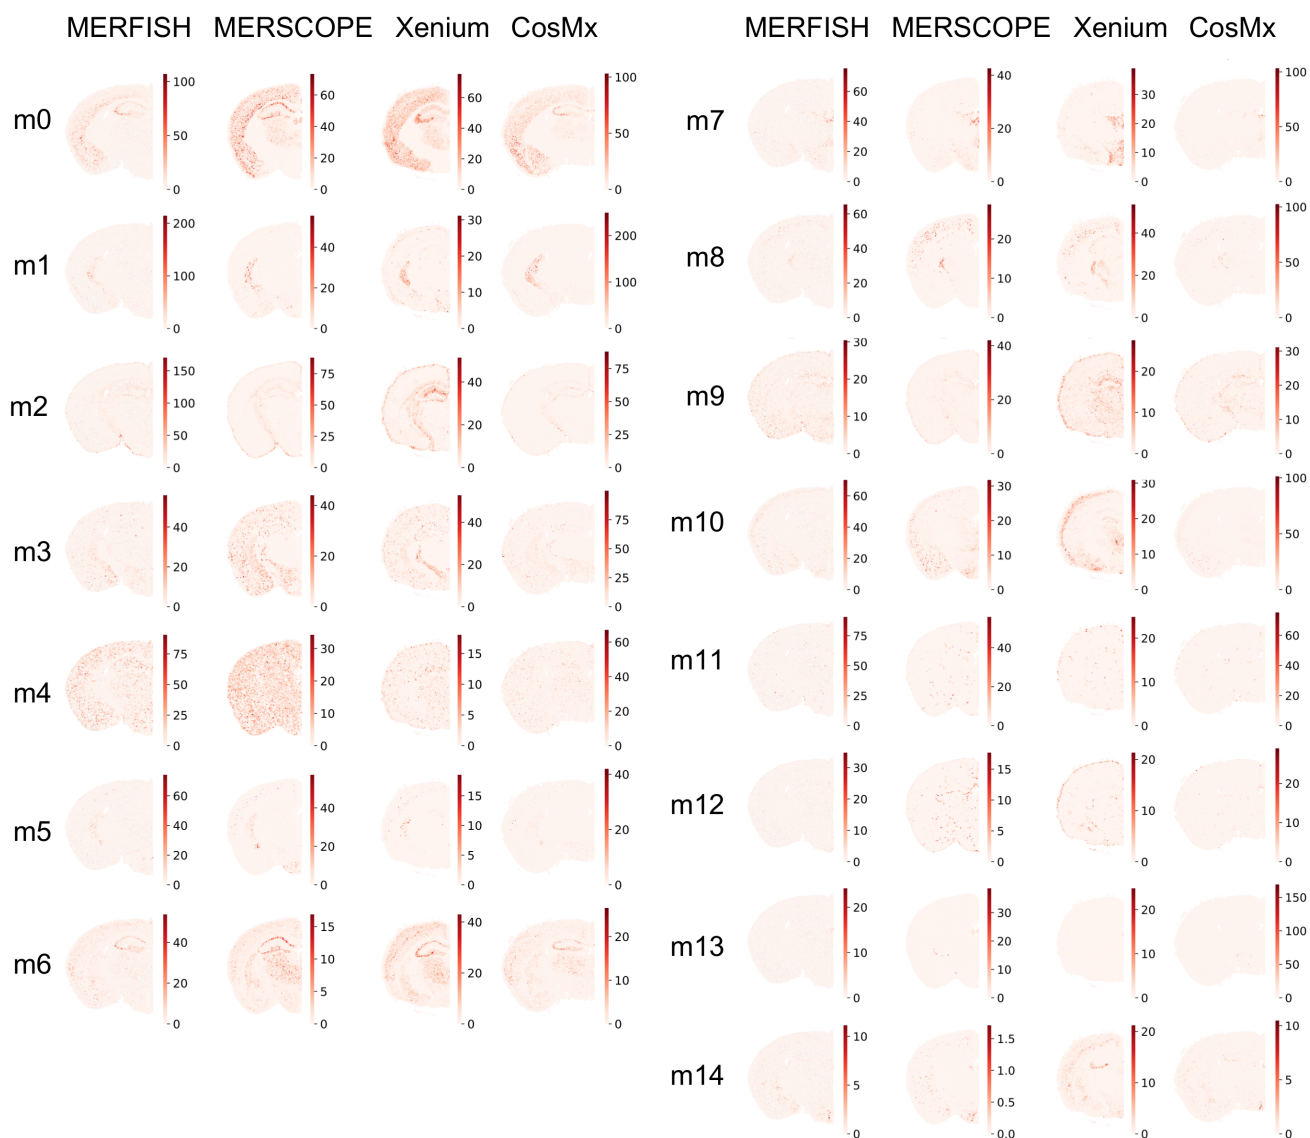 MERFISH MERSCOPE Xenium CosMx
m0 100 50 0 60 40 20 0 60 40 20 0 100 50 0
m1 200 100 0 40 20 0 30 20 10 0 200 100 0
m2 150 100 50 0 75 50 25 0 40 20 0 75 50 25 0
m3 40 20 0 40 20 0 40 20 0 75 50 25 0
m4 75 50 25 0 30 20 10 0 15 10 5 0 60 40 20 0
m5 60 40 20 0 40 20 0 15 10 5 0 40 20 0
m6 40 20 0 15 10 5 0 40 20 0 20 10 0
MERFISH MERSCOPE Xenium CosMx
m7 60 40 20 0 40 20 0 30 20 10 0 100 50 0
m8 60 40 20 0 20 10 0 40 20 0 100 50 0
m9 30 20 10 0 40 20 0 20 10 0 30 20 10 0
m10 60 40 20 0 30 20 10 0 30 20 10 0 100 50 0
m11 75 50 25 0 40 20 0 20 10 0 60 40 20 0
m12 30 20 10 0 15 10 5 0 20 10 0 20 0
m13 20 10 0 30 20 10 0 20 10 0 150 100 50 0
m14 10 5 0 1.5 1.0 0.5 0.0 20 10 0 10 5 0